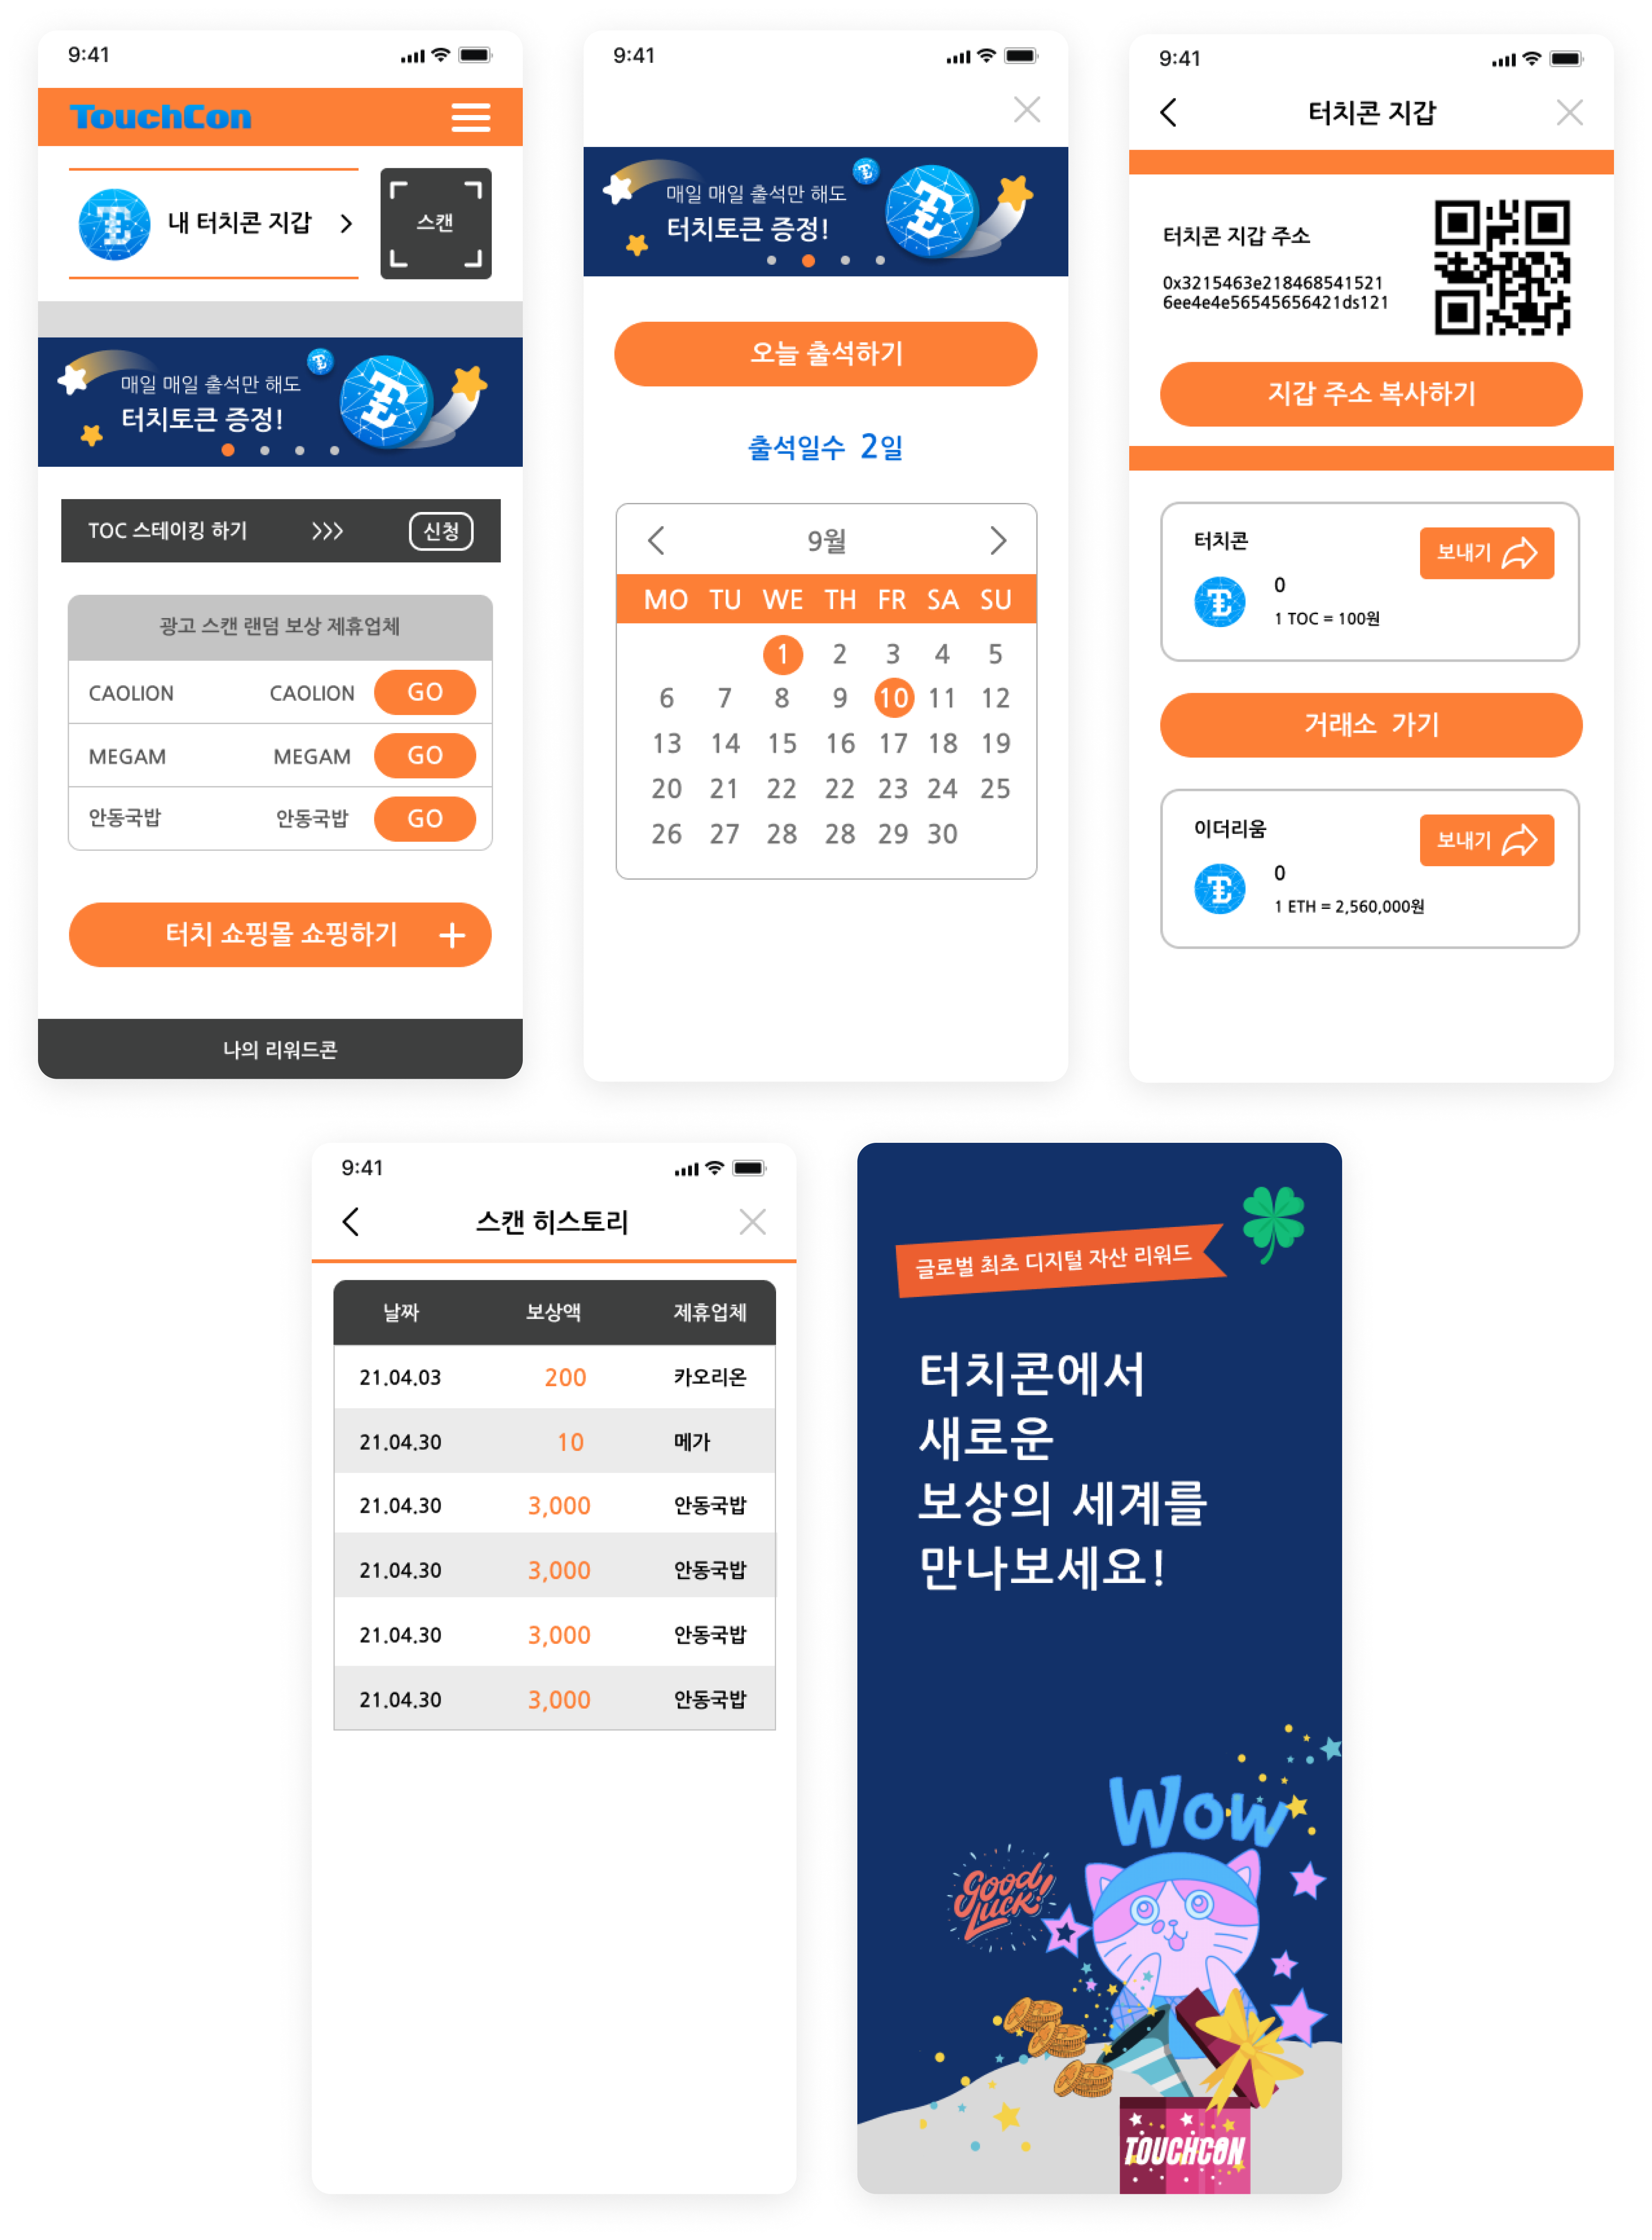 9:41
TouchCon
내 터치콘 지갑
스캔
매일 매일 출석만 해도
터치토큰 증정!
TOC 스테이킹 하기 >>> 신청
광고 스캔 랜덤 보상 제휴업체
CAOLION CAOLION GO
MEGAM MEGAM GO
안동국밥 안동국밥 GO
터치 쇼핑몰 쇼핑하기 +
나의 리워드콘
9:41
매일 매일 출석만 해도
터치토큰 증정!
오늘 출석하기
출석일수 2일
9월
MO TU WE TH FR SA SU
1 2 3 4 5
6 7 8 9 10 11 12
13 14 15 16 17 18 19
20 21 22 22 23 24 25
26 27 28 28 29 30
9:41
터치콘 지갑
터치콘 지갑 주소
0x3215463e218468541521
6ee4e4e56545656421ds121
지갑 주소 복사하기
터치콘
보내기
0
1 TOC = 100원
거래소 가기
이더리움
보내기
0
1 ETH = 2,560,000원
9:41
스캔 히스토리
날짜 보상액 제휴업체
21.04.03 200 카오리온
21.04.30 10 메가
21.04.30 3,000 안동국밥
21.04.30 3,000 안동국밥
21.04.30 3,000 안동국밥
21.04.30 3,000 안동국밥
글로벌 최초 디지털 자산 리워드
터치콘에서
새로운
보상의 세계를
만나보세요!
Wow
Good
Luck!
TOUCHCON